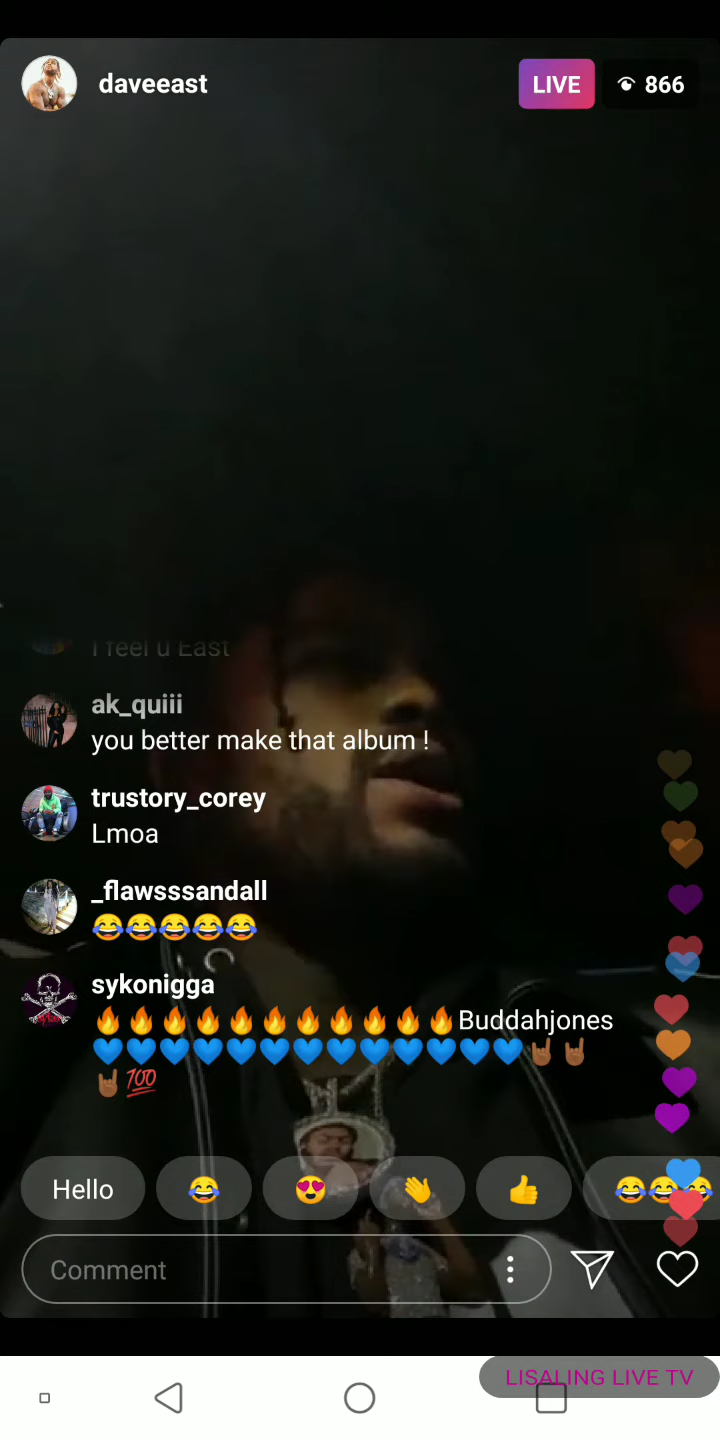 daveeast
LIVE
866
I feel u East
ak_quiii
you better make that album !
trustory_corey
Lmoa
_flawsssandall
😂😂😂😂😂
sykonigga
🔥🔥🔥🔥🔥🔥🔥🔥🔥🔥🔥Buddahjones
💙💙💙💙💙💙💙💙💙💙💙💙💙🤘🏾🤘🏾
🤘🏾💯
Hello
Comment
LISALING LIVE TV